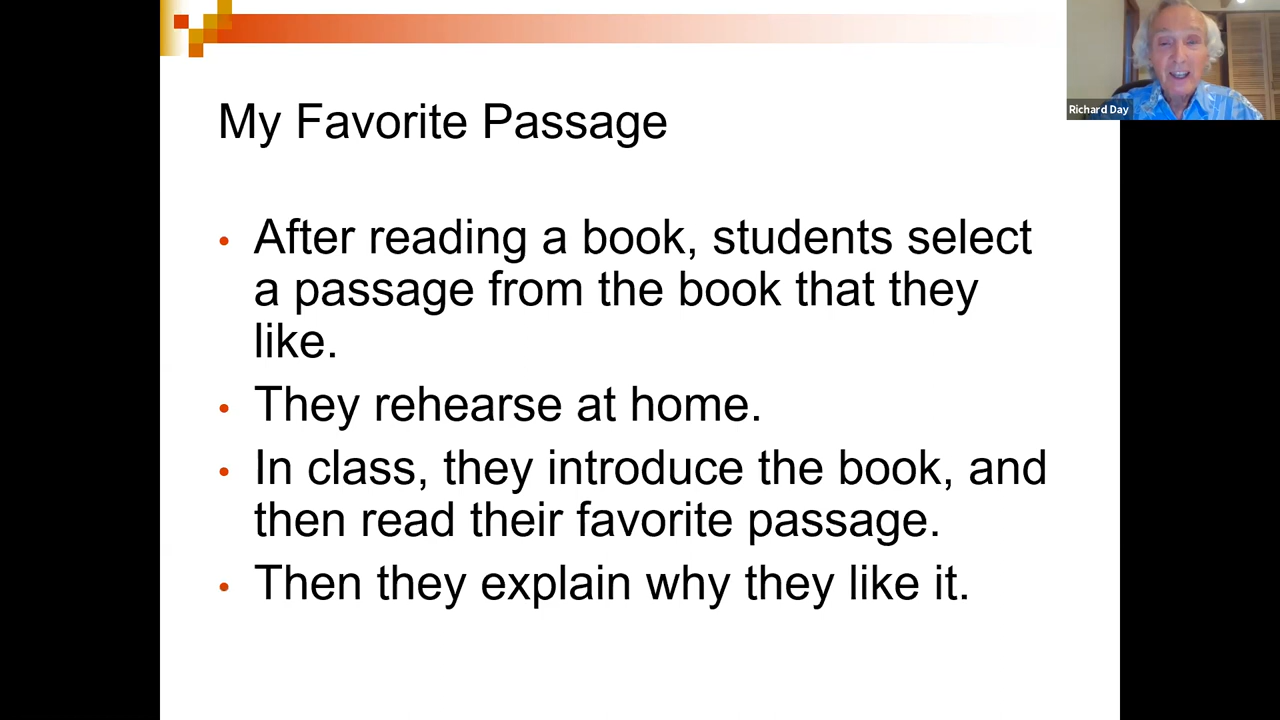 My Favorite Passage
Richard Day
• After reading a book, students select
a passage from the book that they
like.
• They rehearse at home.
• In class, they introduce the book, and
then read their favorite passage.
• Then they explain why they like it.